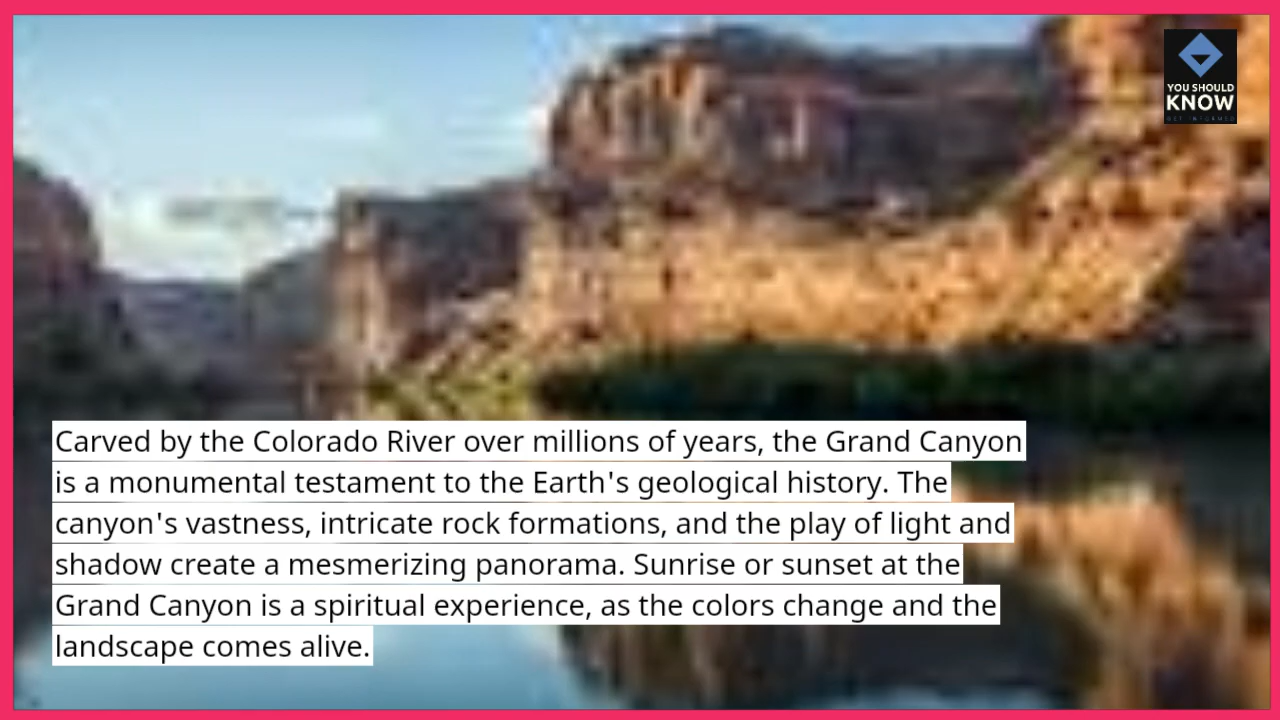 YOU SHOULD
KNOW
GET INFORMED
Carved by the Colorado River over millions of years, the Grand Canyon
is a monumental testament to the Earth's geological history. The
canyon's vastness, intricate rock formations, and the play of light and
shadow create a mesmerizing panorama. Sunrise or sunset at the
Grand Canyon is a spiritual experience, as the colors change and the
landscape comes alive.